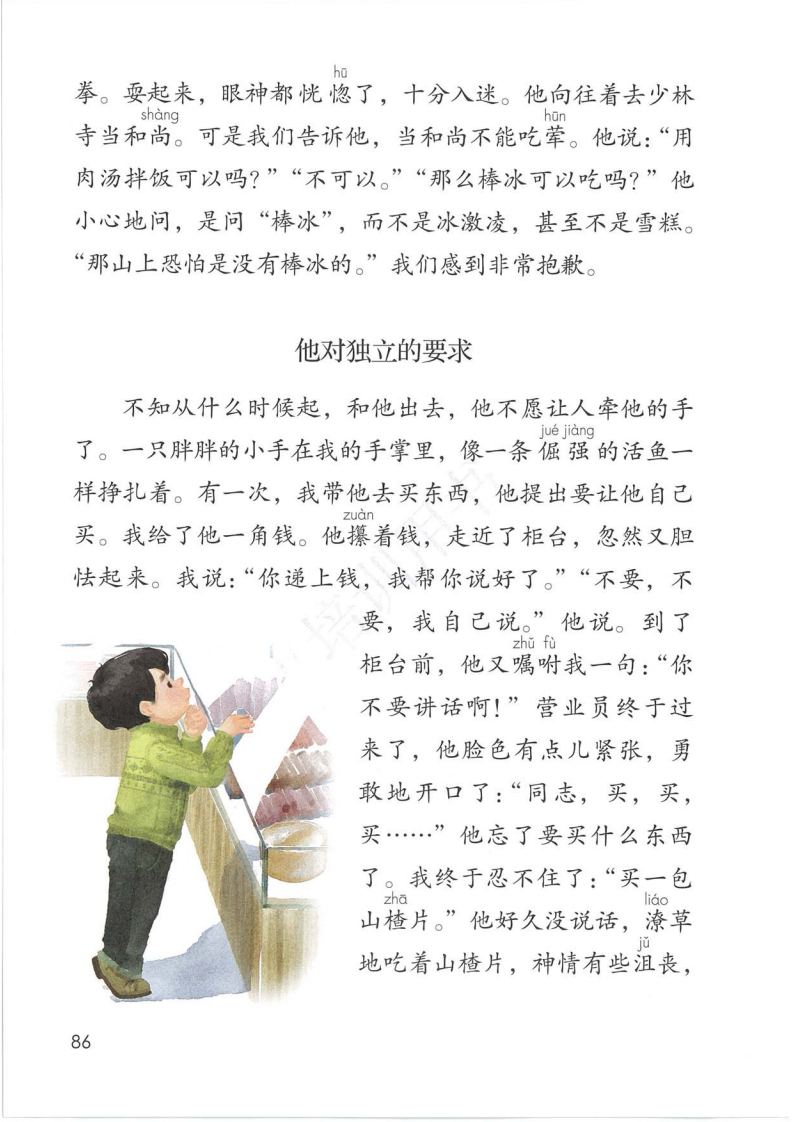 hū
拳。耍起来，眼神都恍惚了，十分入迷。他向往着去少林
shàng hūn
寺当和尚。可是我们告诉他，当和尚不能吃荤。他说：“用
肉汤拌饭可以吗？”“不可以。”“那么棒冰可以吃吗？”他
小心地问，是问“棒冰”，而不是冰激凌，甚至不是雪糕。
“那山上恐怕是没有棒冰的。”我们感到非常抱歉。
他对独立的要求
不知从什么时候起，和他出去，他不愿让人牵他的手
jué jiàng
了。一只胖胖的小手在我的手掌里，像一条倔强的活鱼一
样挣扎着。有一次，我带他去买东西，他提出要让他自己
zuàn
买。我给了他一角钱。他攥着钱，走近了柜台，忽然又胆
怯起来。我说：“你递上钱，我帮你说好了。”“不要，不
要，我自己说。”他说。到了
zhǔ fù
柜台前，他又嘱咐我一句：“你
不要讲话啊！”营业员终于过
来了，他脸色有点儿紧张，勇
敢地开口了：“同志，买，买，
买……”他忘了要买什么东西
了。我终于忍不住了：“买一包
zhā liáo
山楂片。”他好久没说话，潦草
jǔ
地吃着山楂片，神情有些沮丧，
86
培训用书